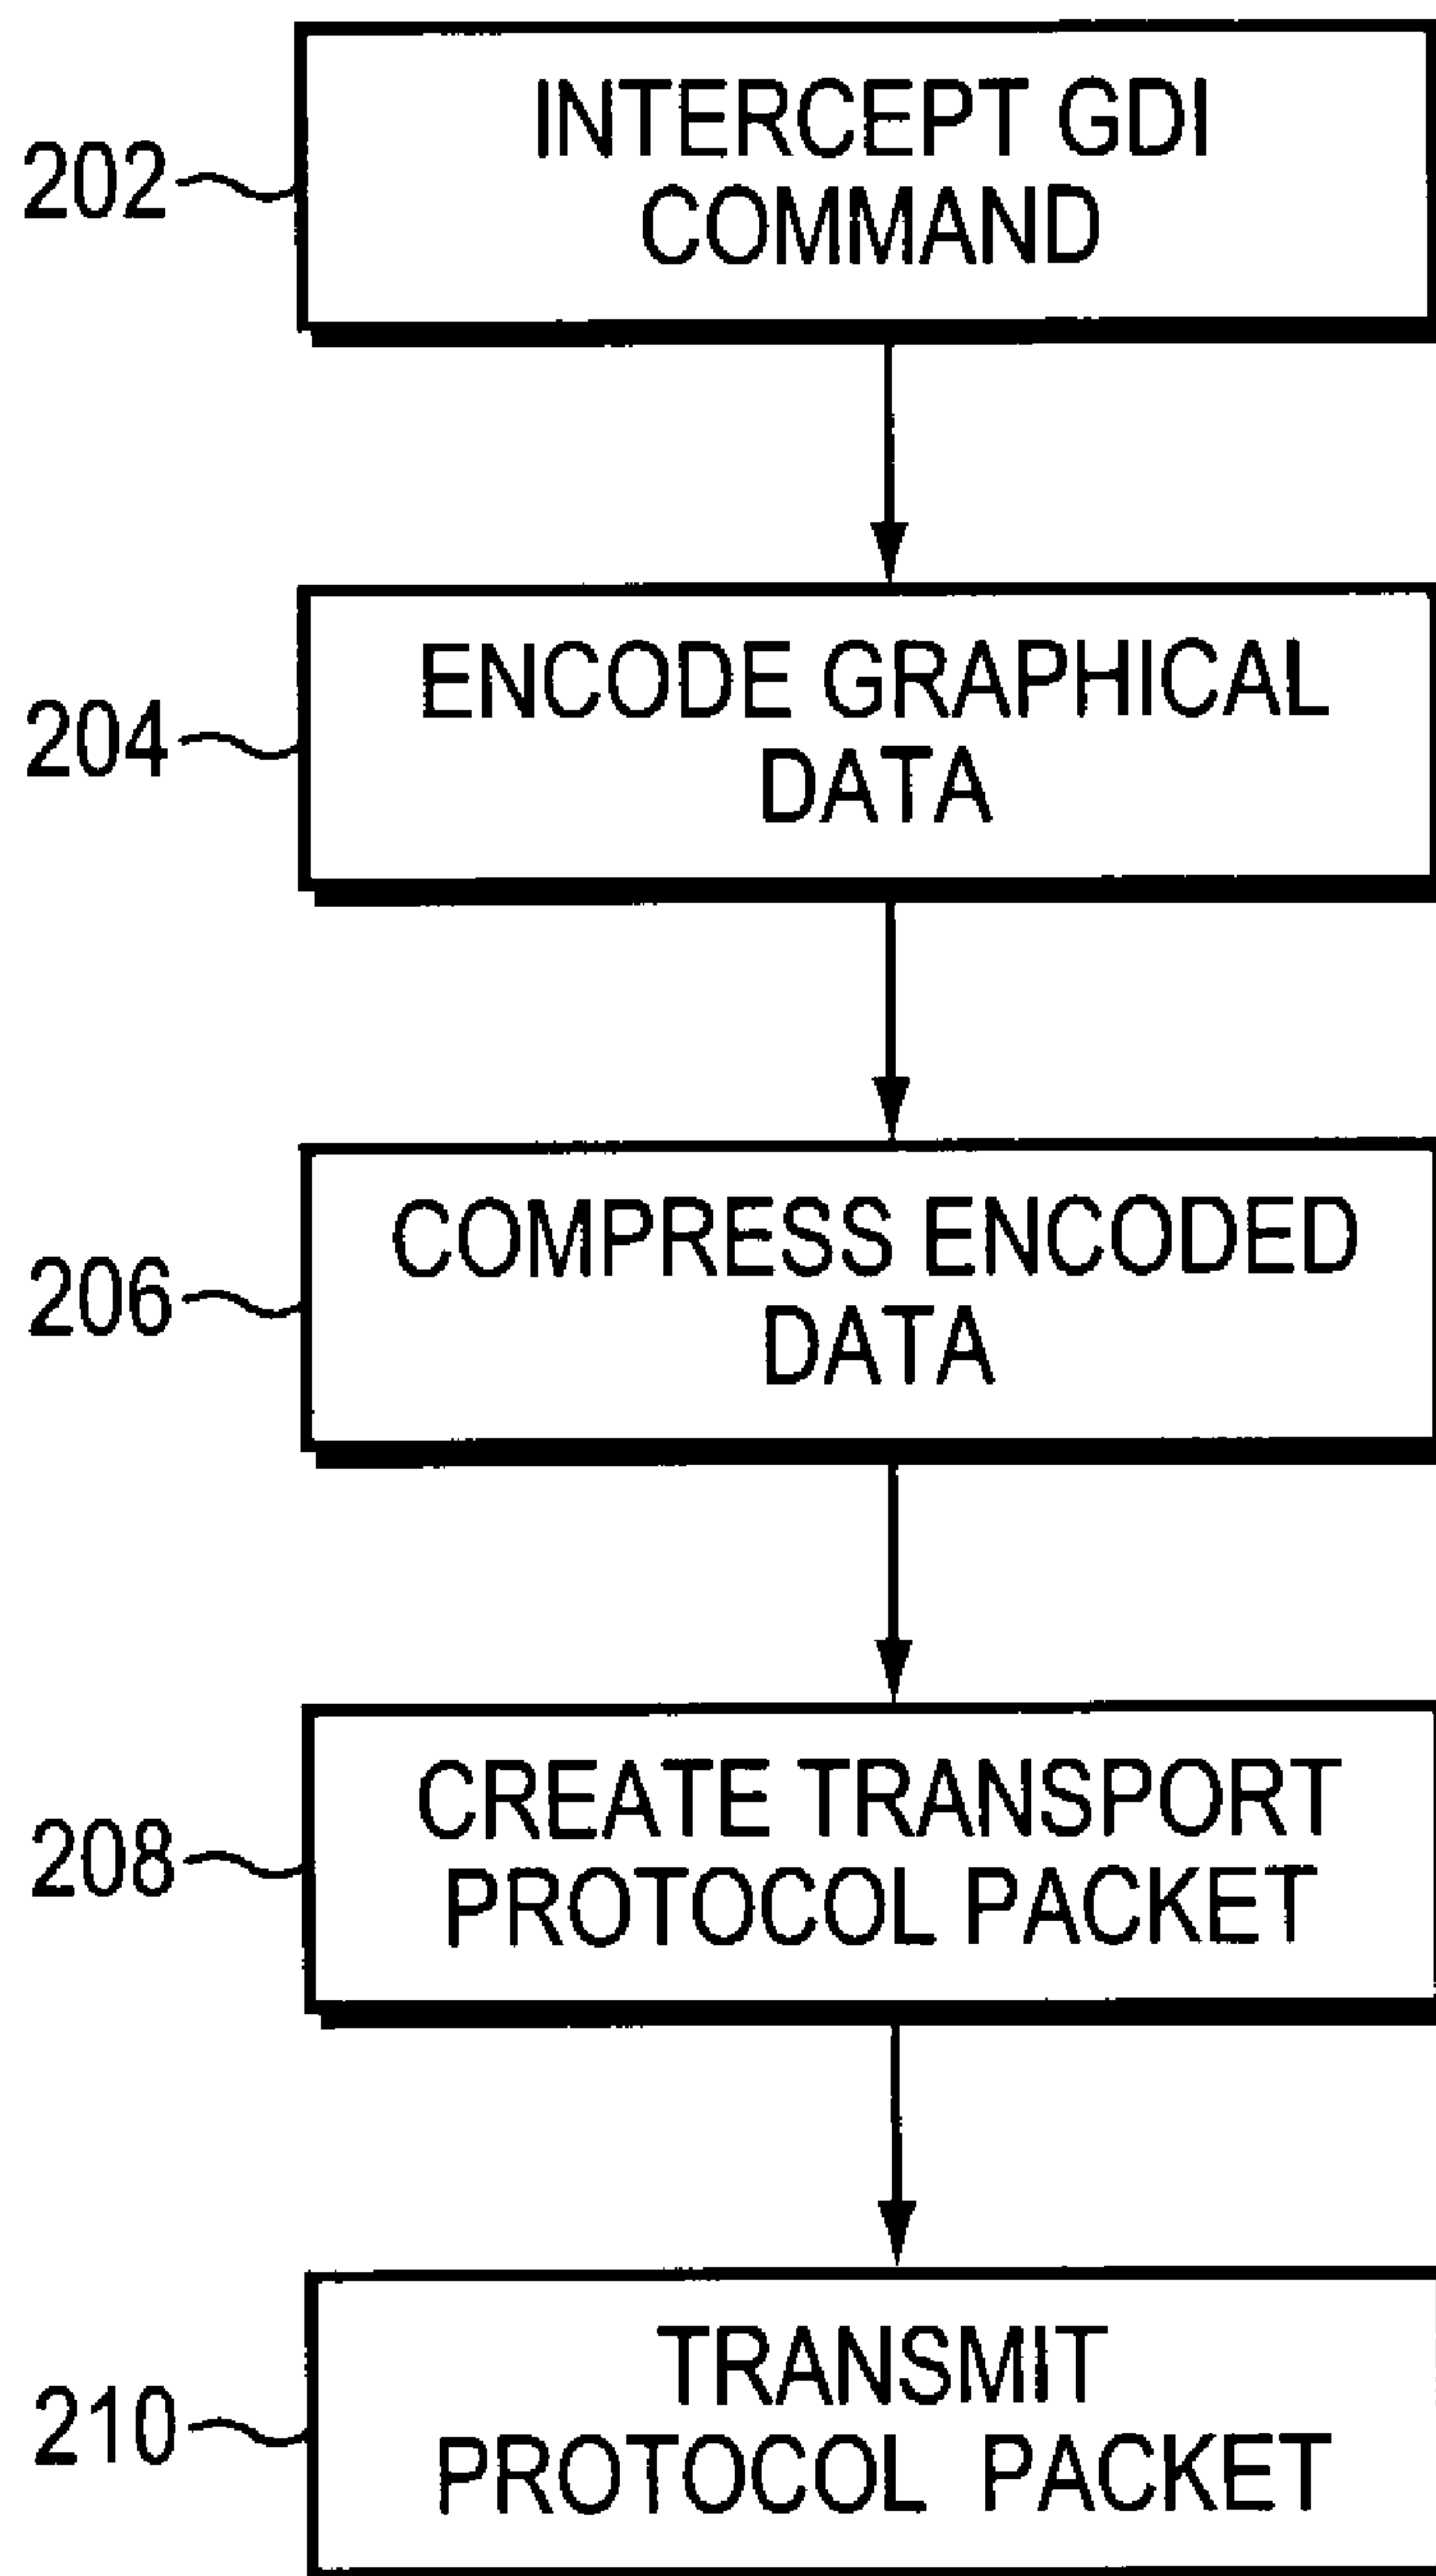 202
INTERCEPT GDI
COMMAND
204
ENCODE GRAPHICAL
DATA
206
COMPRESS ENCODED
DATA
208
CREATE TRANSPORT
PROTOCOL PACKET
210
TRANSMIT
PROTOCOL PACKET